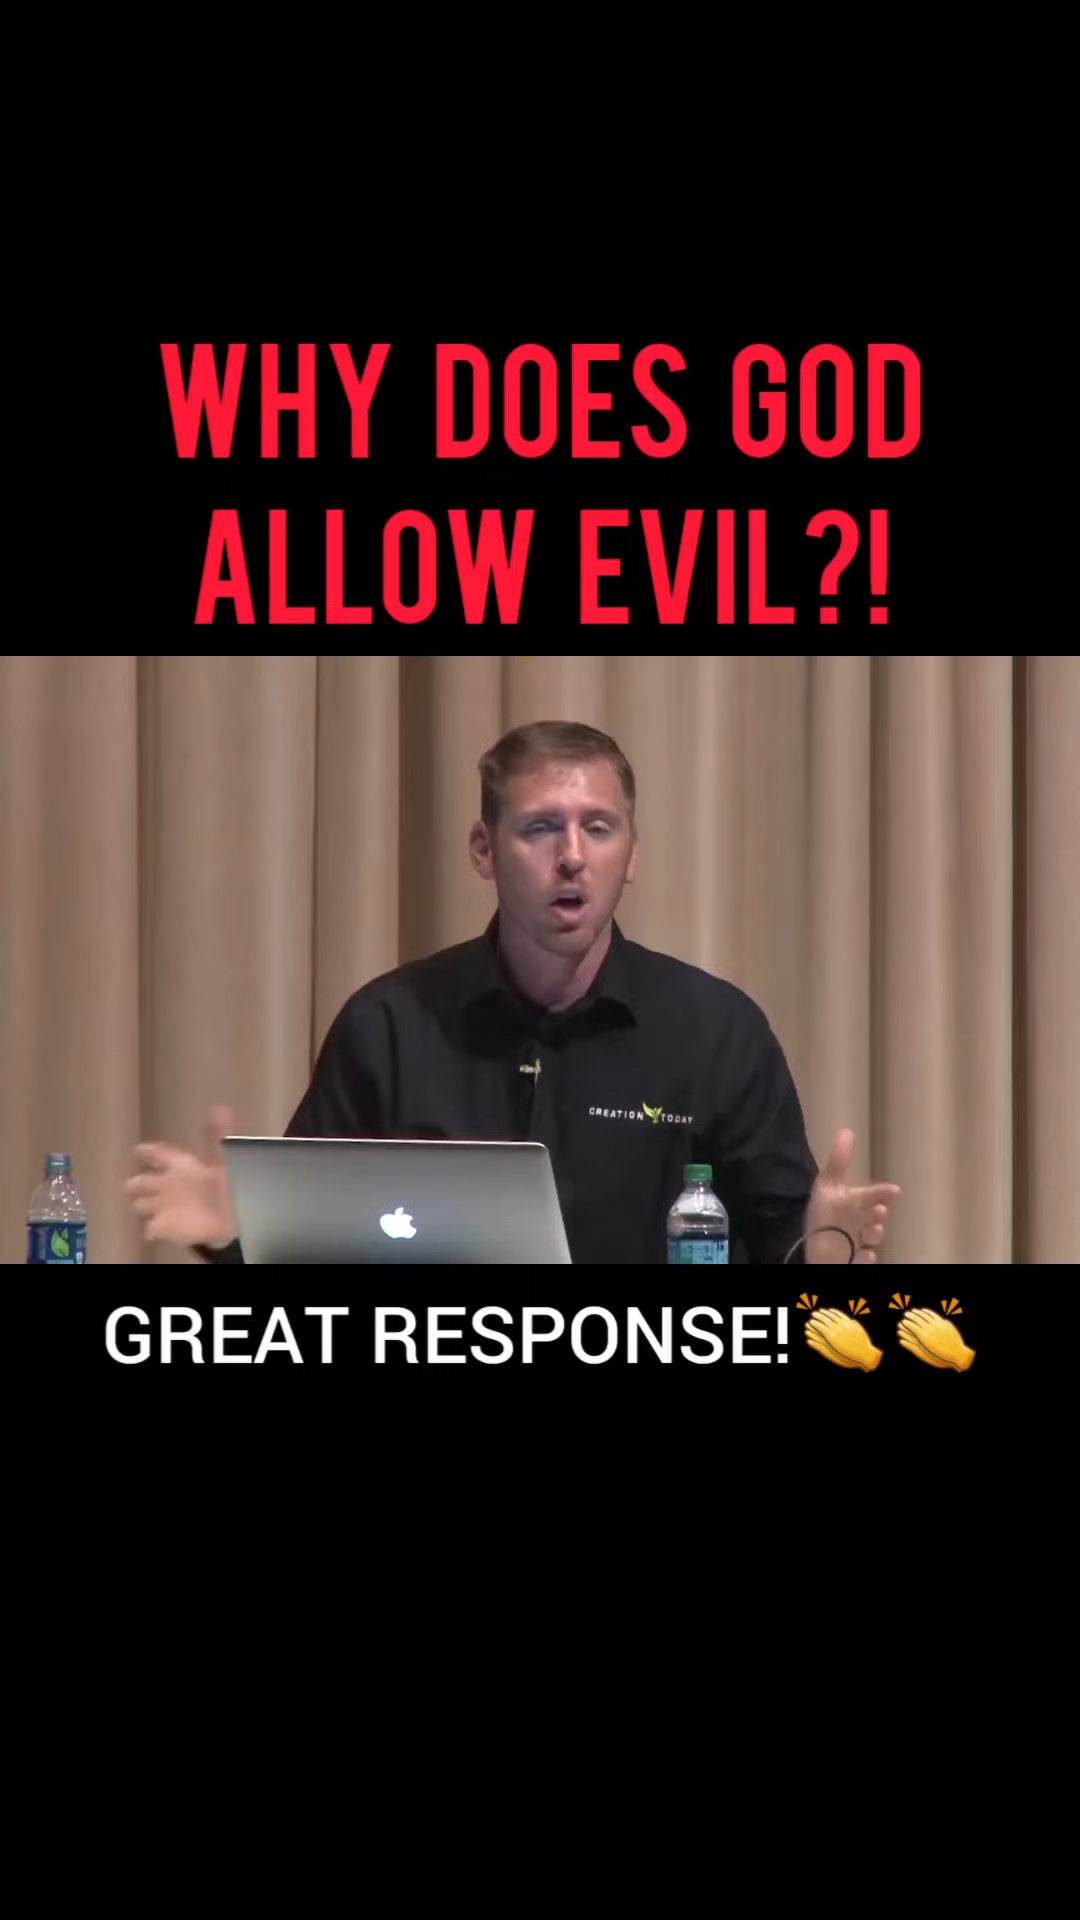 WHY DOES GOD
ALLOW EVIL?!
CREATION TODAY
GREAT RESPONSE!👏👏